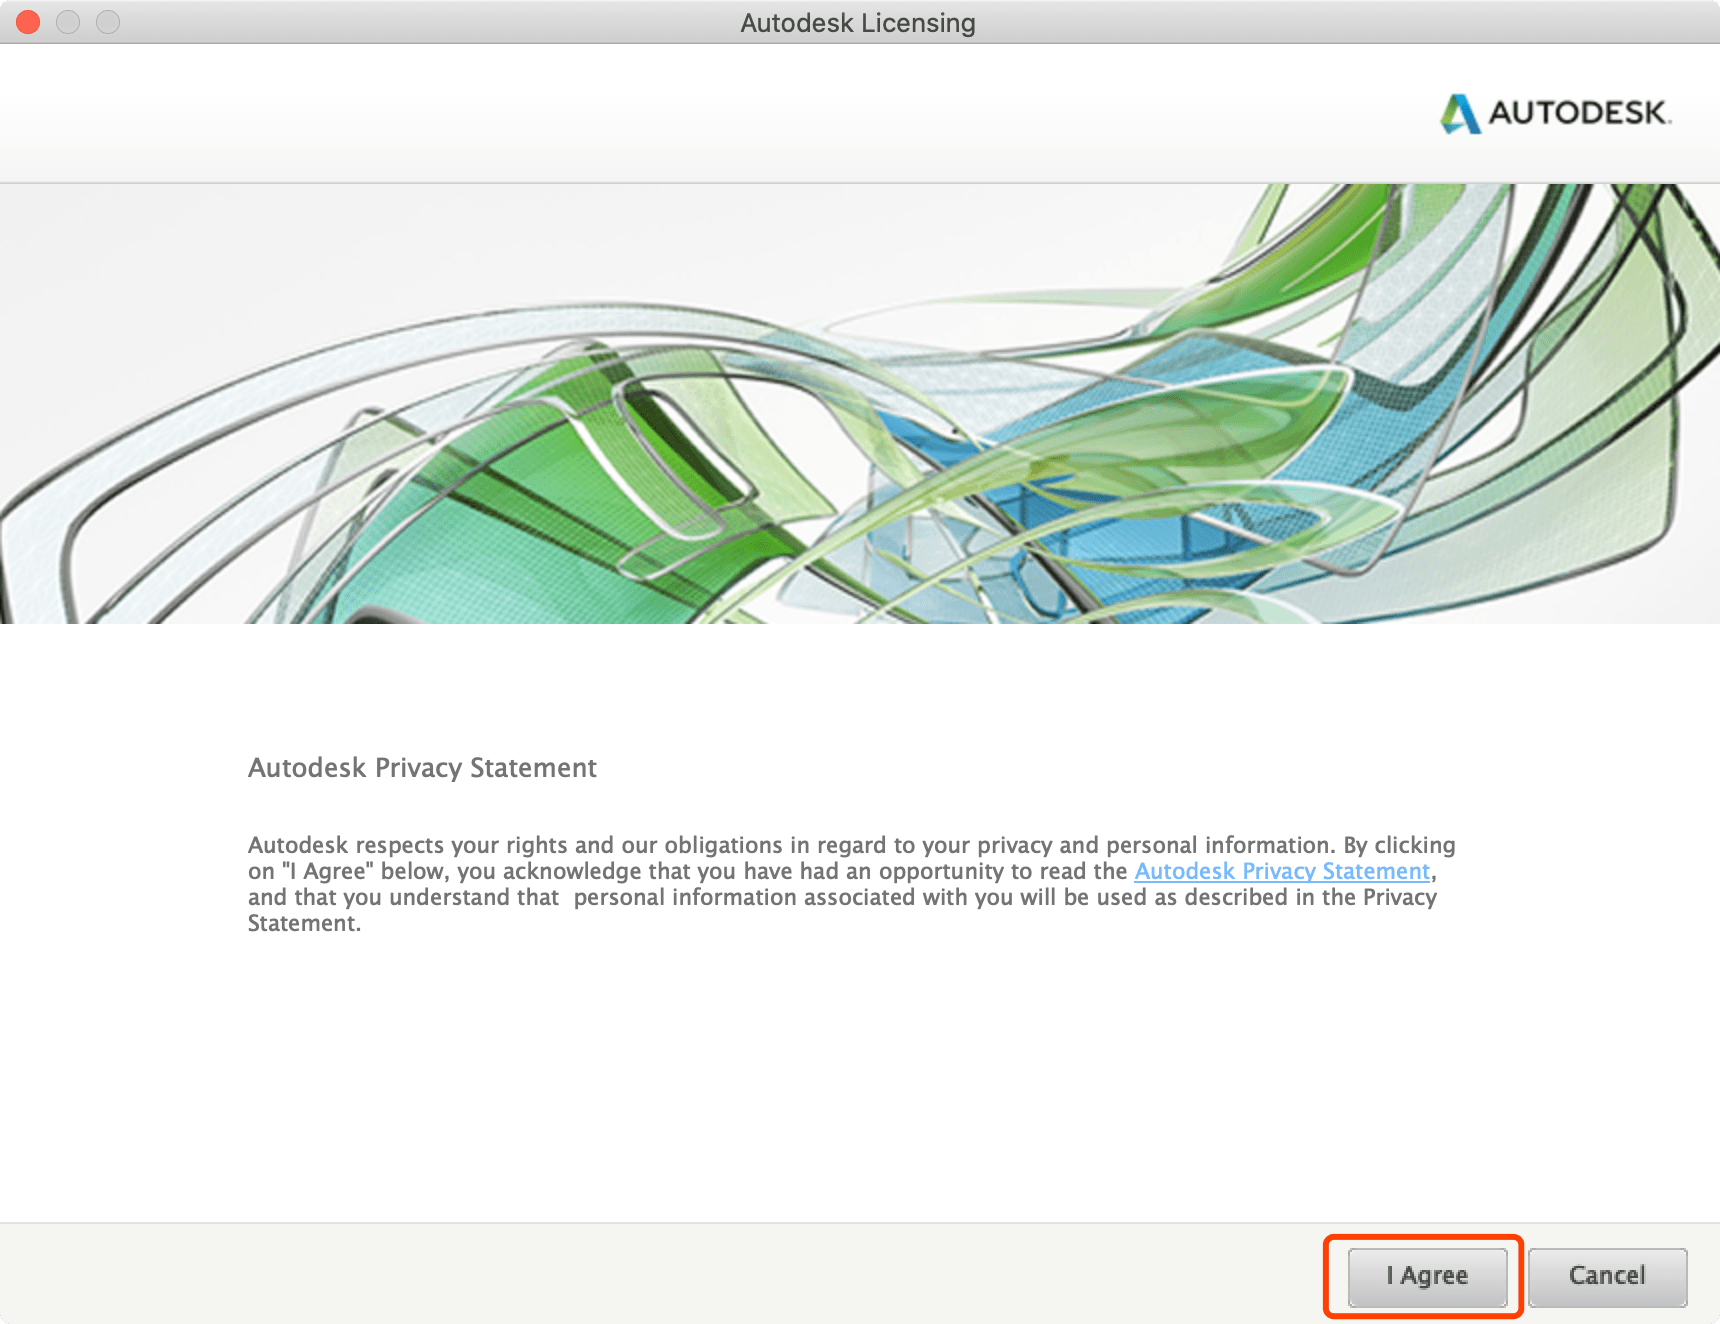 Autodesk Licensing
AUTODESK.
Autodesk Privacy Statement
Autodesk respects your rights and our obligations in regard to your privacy and personal information. By clicking
on "I Agree" below, you acknowledge that you have had an opportunity to read the Autodesk Privacy Statement,
and that you understand that  personal information associated with you will be used as described in the Privacy
Statement.
I Agree
Cancel